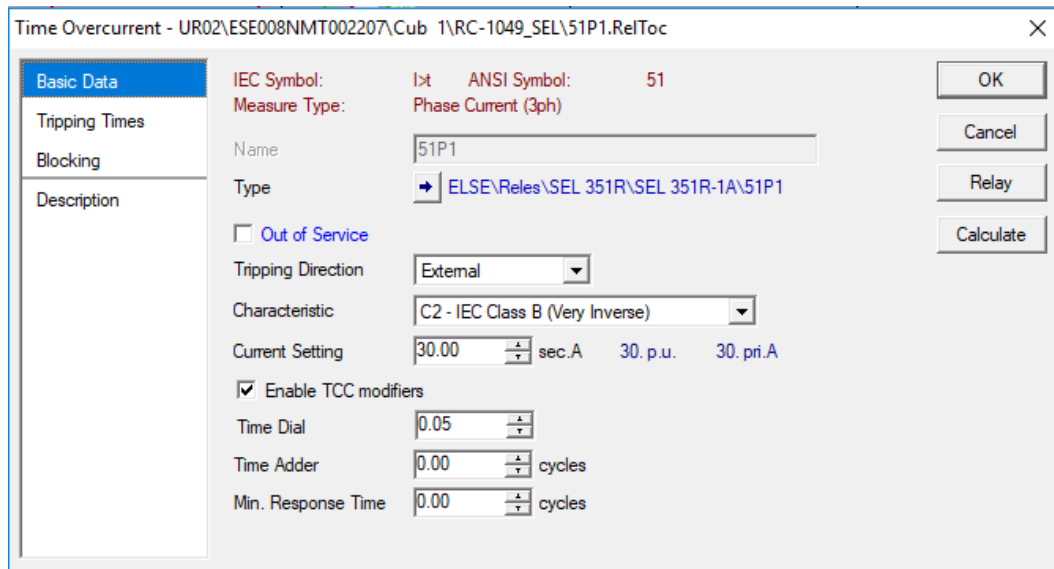 Time Overcurrent - UR02\ESE008NMT002207\Cub 1\RC-1049_SEL\51P1.RelToc
Basic Data
Tripping Times
Blocking
Description
IEC Symbol: I>t ANSI Symbol: 51
Measure Type: Phase Current (3ph)
Name 51P1
Type ELSE\Reles\SEL 351R\SEL 351R-1A\51P1
Out of Service
Tripping Direction External
Characteristic C2 - IEC Class B (Very Inverse)
Current Setting 30.00 sec.A 30. p.u. 30. pri.A
Enable TCC modifiers
Time Dial 0.05
Time Adder 0.00 cycles
Min. Response Time 0.00 cycles
OK
Cancel
Relay
Calculate